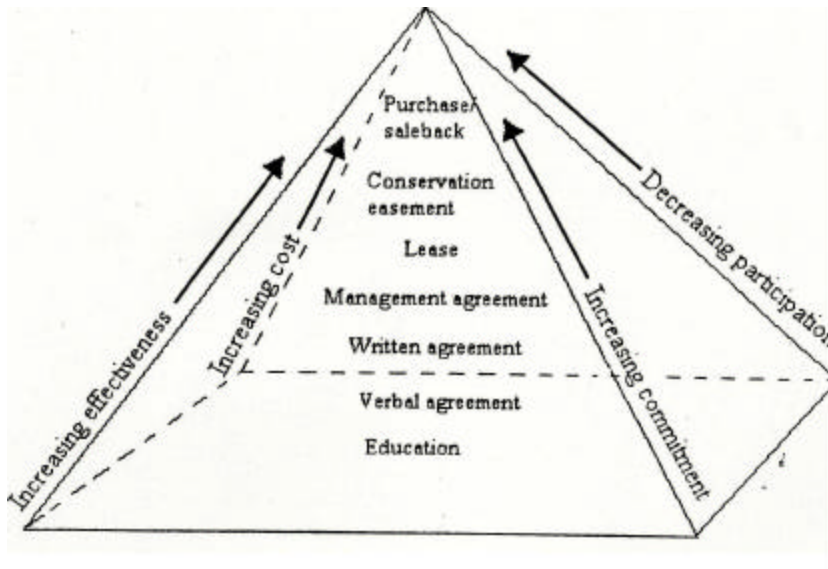 Purchase/
saleback
Conservation
easement
Lease
Management agreement
Written agreement
Verbal agreement
Education
Increasing effectiveness
Increasing cost
Increasing commitment
Decreasing participation